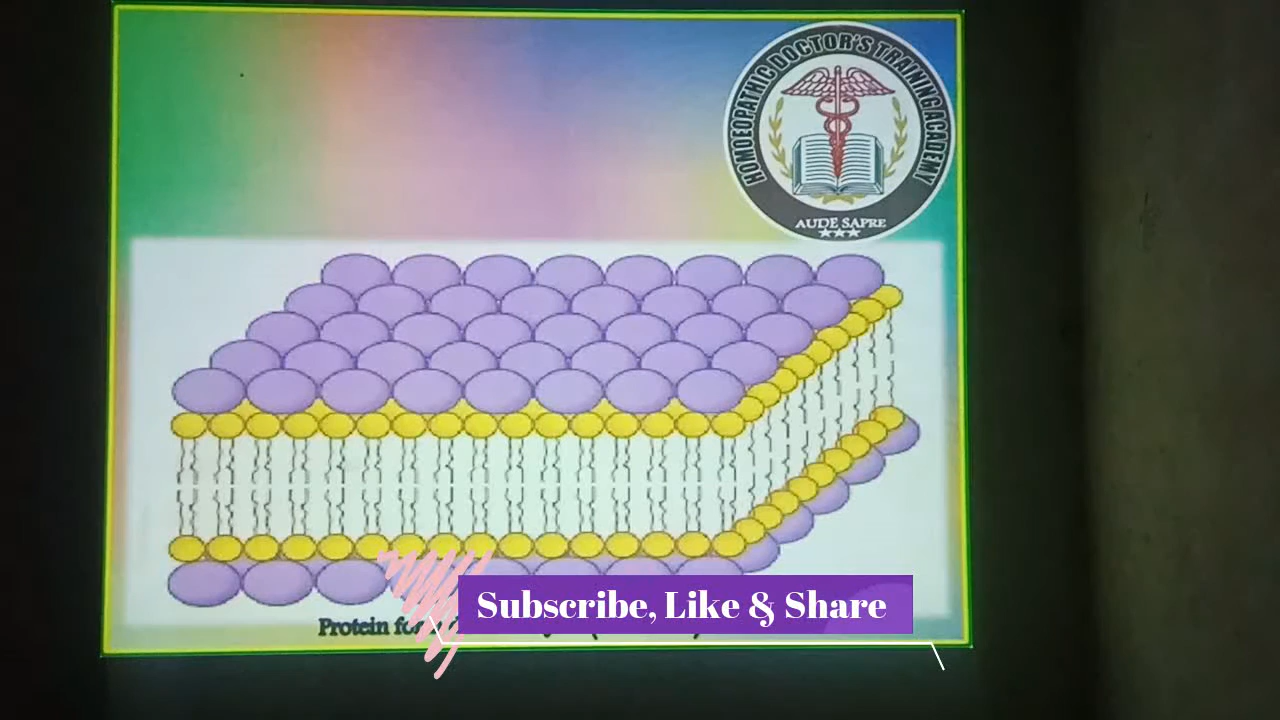 HOMOEOPATHIC DOCTOR'S TRAINING ACADEMY
AUDE SAPRE
Protein
Subscribe, Like & Share